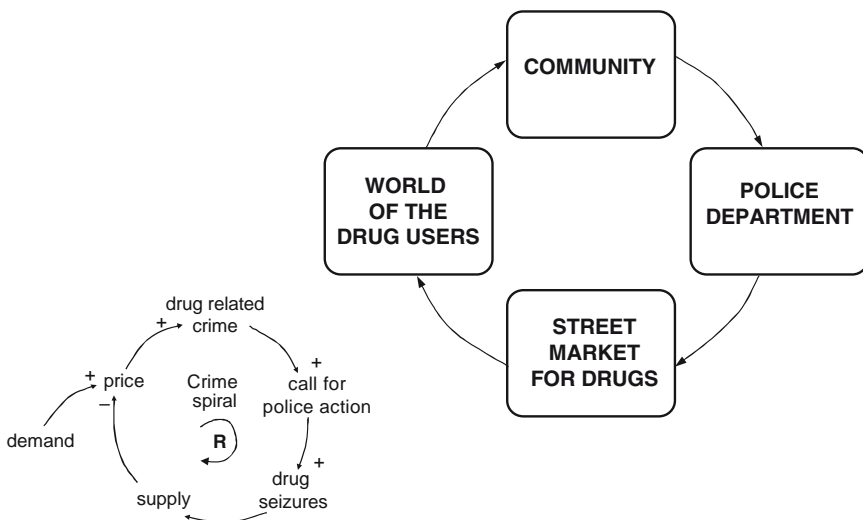 COMMUNITY
WORLD
OF THE
DRUG USERS
POLICE
DEPARTMENT
STREET
MARKET
FOR DRUGS
drug related
crime
+
+
+
price
Crime
spiral
call for
police action
–
R
demand
+
drug
seizures
supply